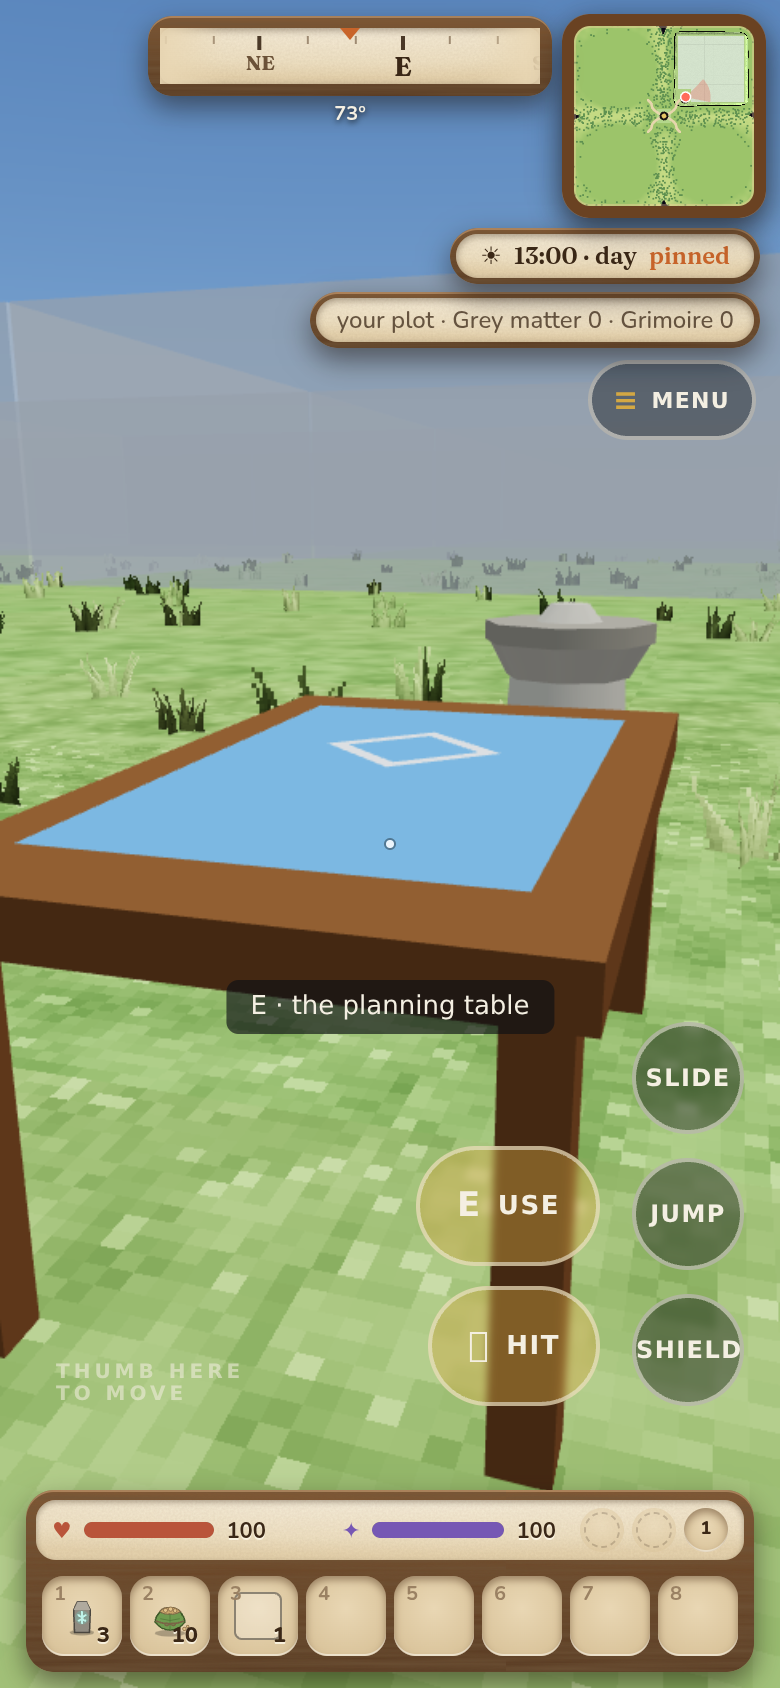 NE
E
73°
13:00 · day pinned
your plot · Grey matter 0 · Grimoire 0
MENU
E · the planning table
SLIDE
E USE
JUMP
HIT
SHIELD
THUMB HERE
TO MOVE
100
100
1
1
3
2
10
3
1
4
5
6
7
8